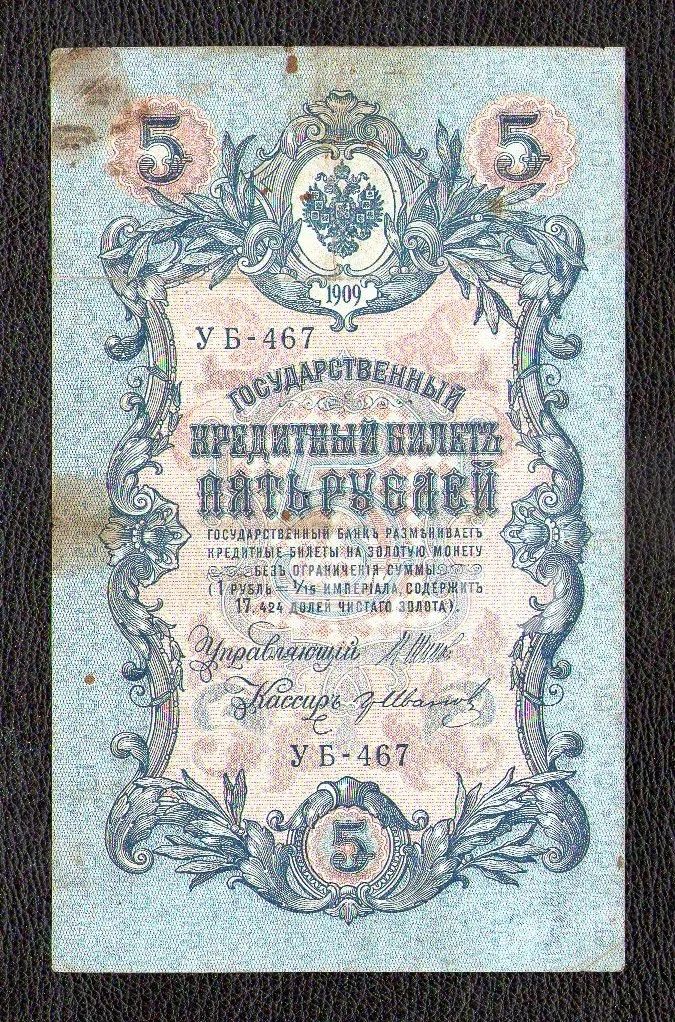 5 5
1909
УБ-467
ГОСУДАРСТВЕННЫЙ
КРЕДИТНЫЙ БИЛЕТЪ
ПЯТЬ РУБЛЕЙ
ГОСУДАРСТВЕННЫЙ БАНКЪ РАЗМѢНИВАЕТЪ
КРЕДИТНЫЕ БИЛЕТЫ НА ЗОЛОТУЮ МОНЕТУ
БЕЗЪ ОГРАНИЧЕНІЯ СУММЫ
(1 РУБЛЬ = 1/15 ИМПЕРІАЛА, СОДЕРЖИТЪ
17,424 ДОЛЕЙ ЧИСТАГО ЗОЛОТА).
Управляющій
Кассиръ ГрИванов
УБ-467
5